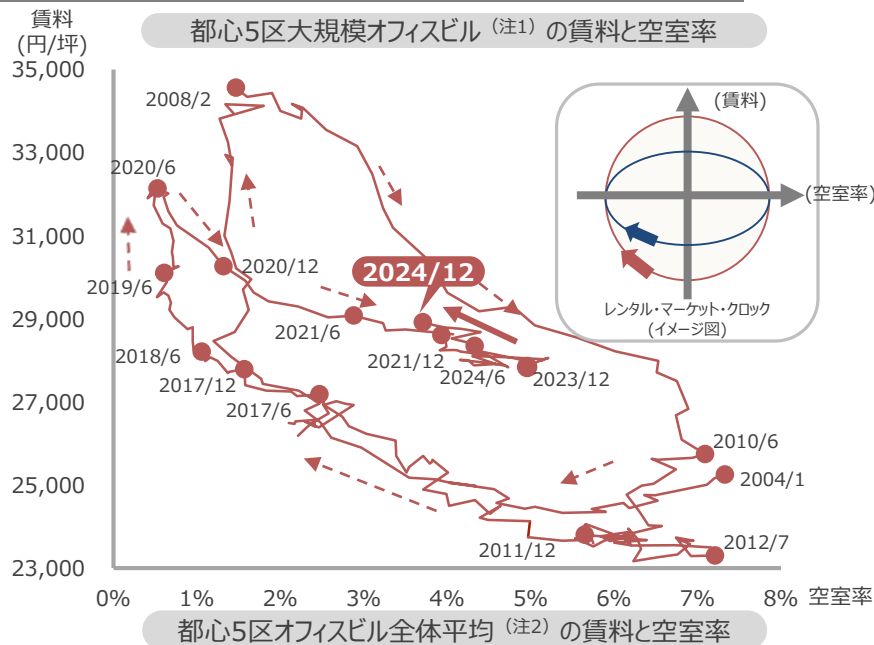 賃料
(円/坪)
都心5区大規模オフィスビル (注1) の賃料と空室率
35,000
33,000
31,000
29,000
27,000
25,000
23,000
2008/2
2020/6
2019/6
2018/6
2017/12
2017/6
2020/12
2021/6
2024/12
2021/12
2024/6
2023/12
2010/6
2004/1
2011/12
2012/7
(賃料)
(空室率)
レンタル・マーケット・クロック
(イメージ図)
0% 1% 2% 3% 4% 5% 6% 7% 8% 空室率
都心5区オフィスビル全体平均 (注2) の賃料と空室率